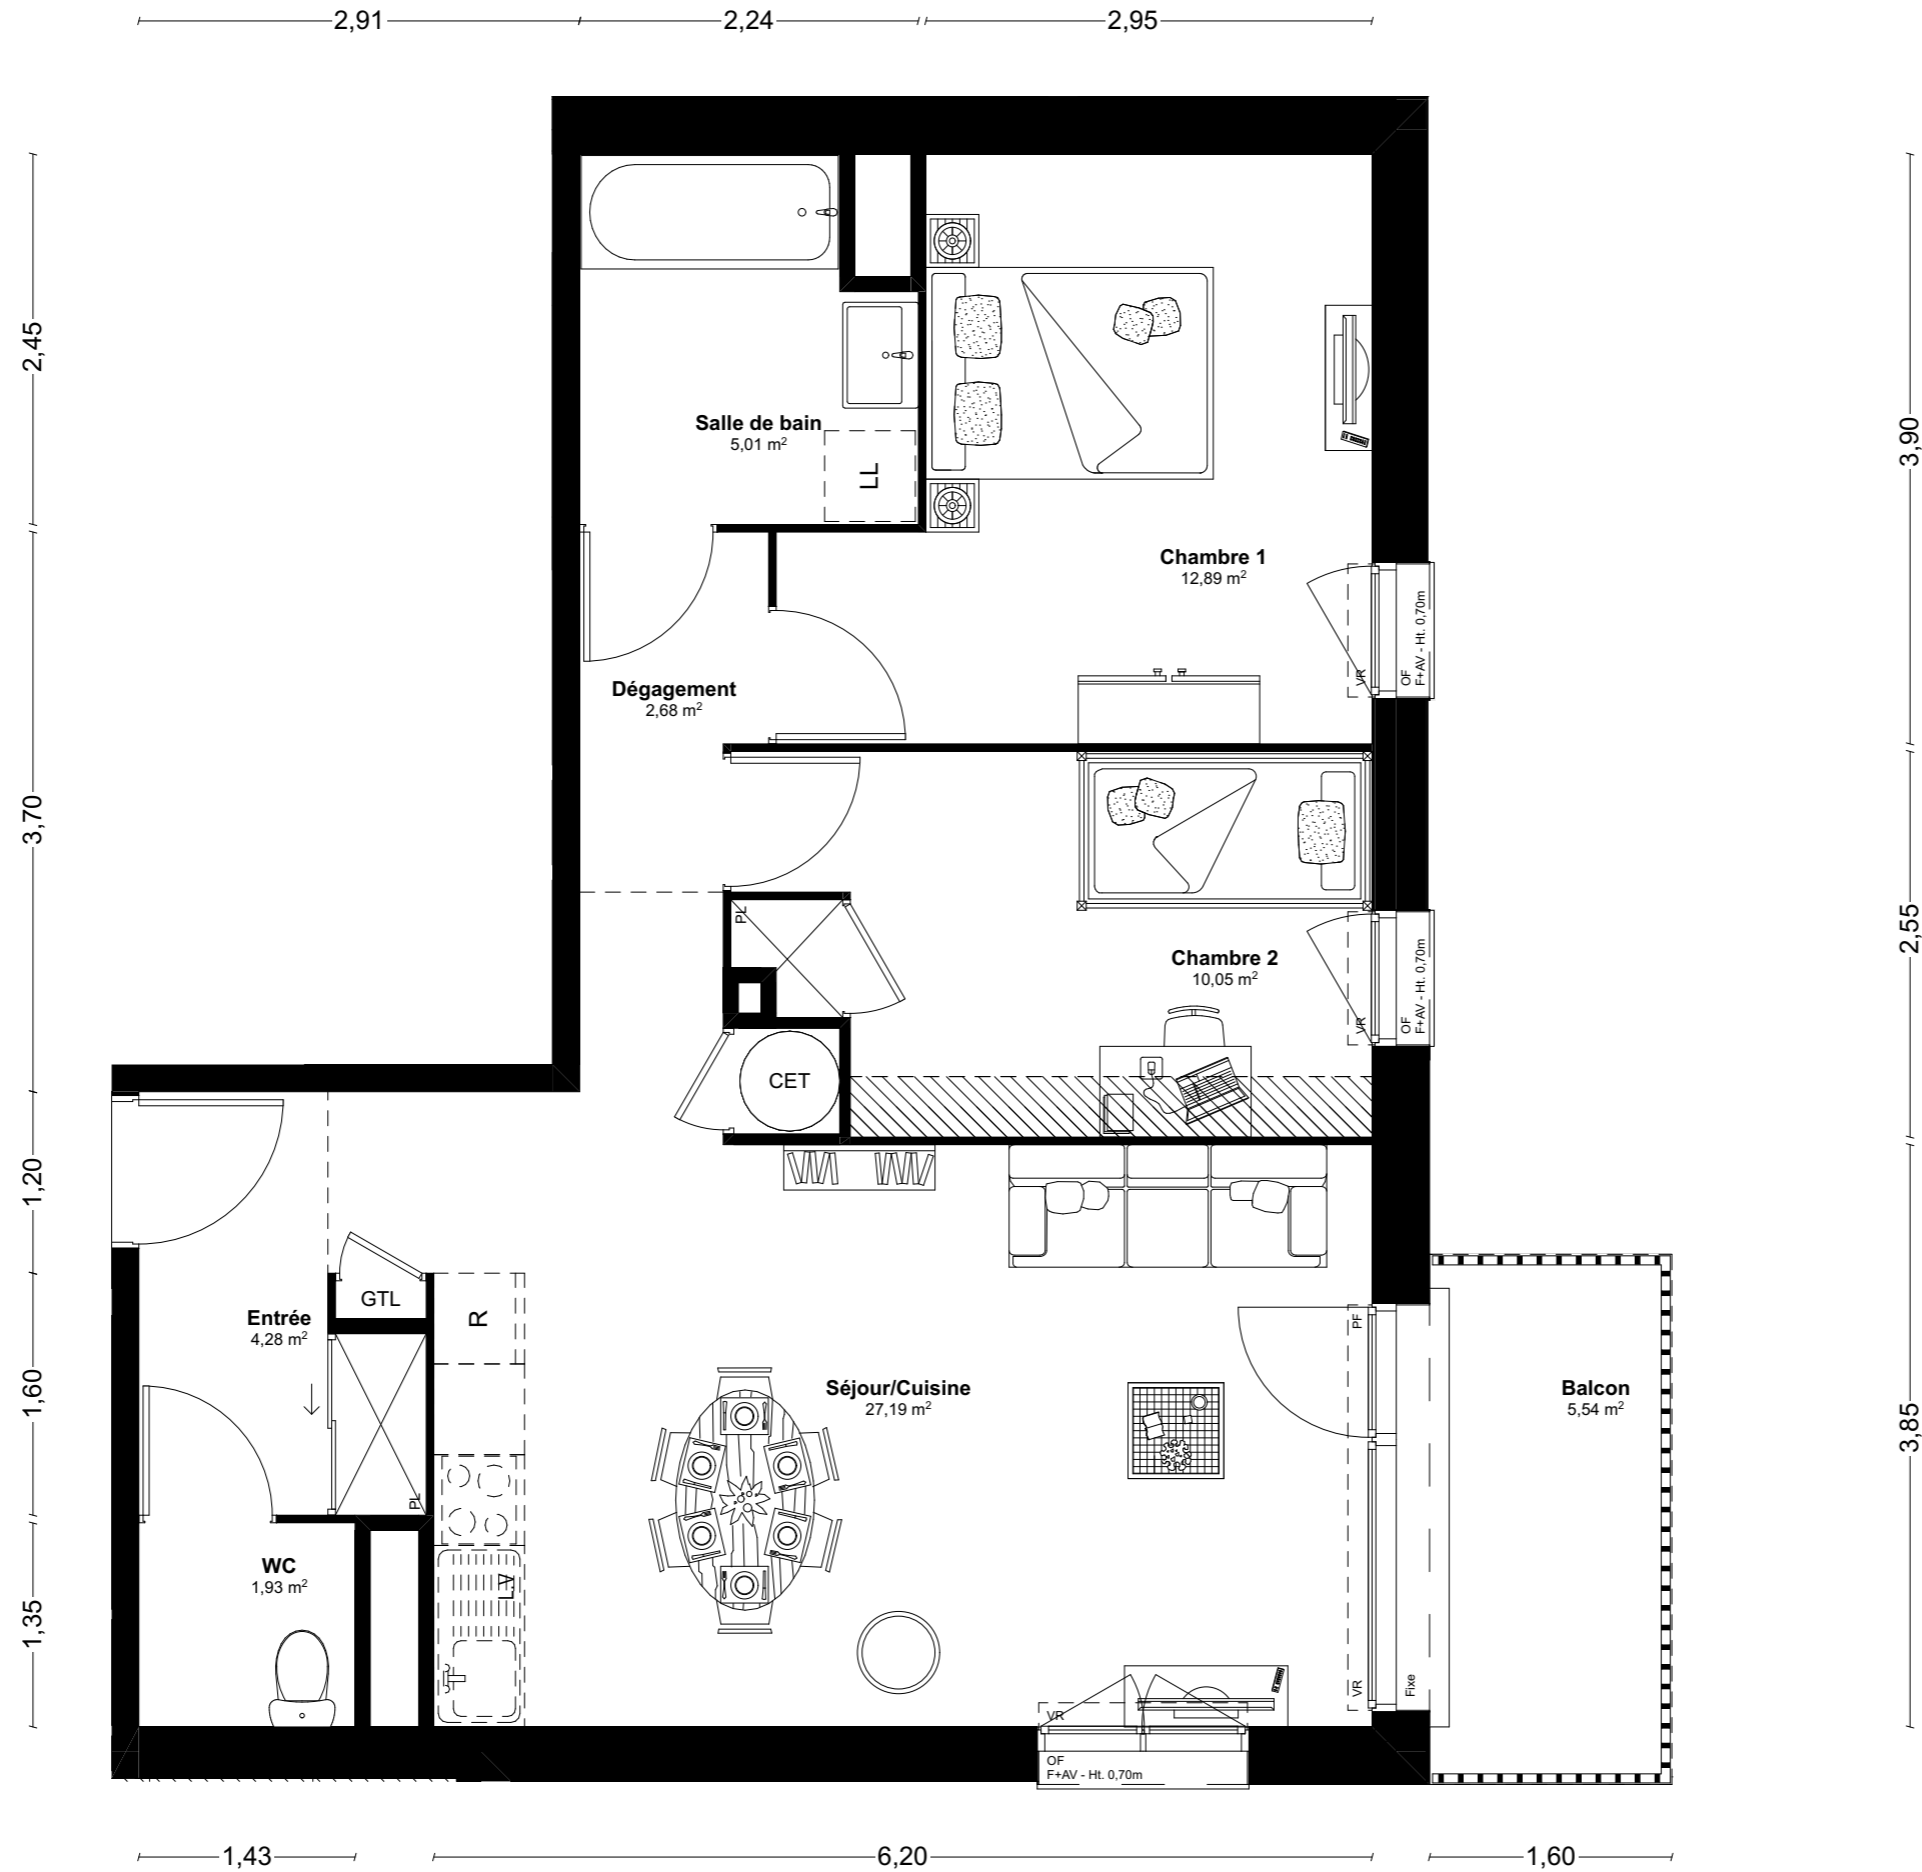 2,91
2,24
2,95
2,45
3,70
1,20
1,60
1,35
Salle de bain
5,01 m²
LL
Chambre 1
12,89 m²
VR
OF
F+AV - Ht. 0,70m
3,90
Dégagement
2,68 m²
PL
Chambre 2
10,05 m²
VR
OF
F+AV - Ht. 0,70m
2,55
CET
GTL
R
Entrée
4,28 m²
PL
Séjour/Cuisine
27,19 m²
PF
Balcon
5,54 m²
3,85
WC
1,93 m²
LV
VR
Fixe
VR
OF
F+AV - Ht. 0,70m
1,43
6,20
1,60